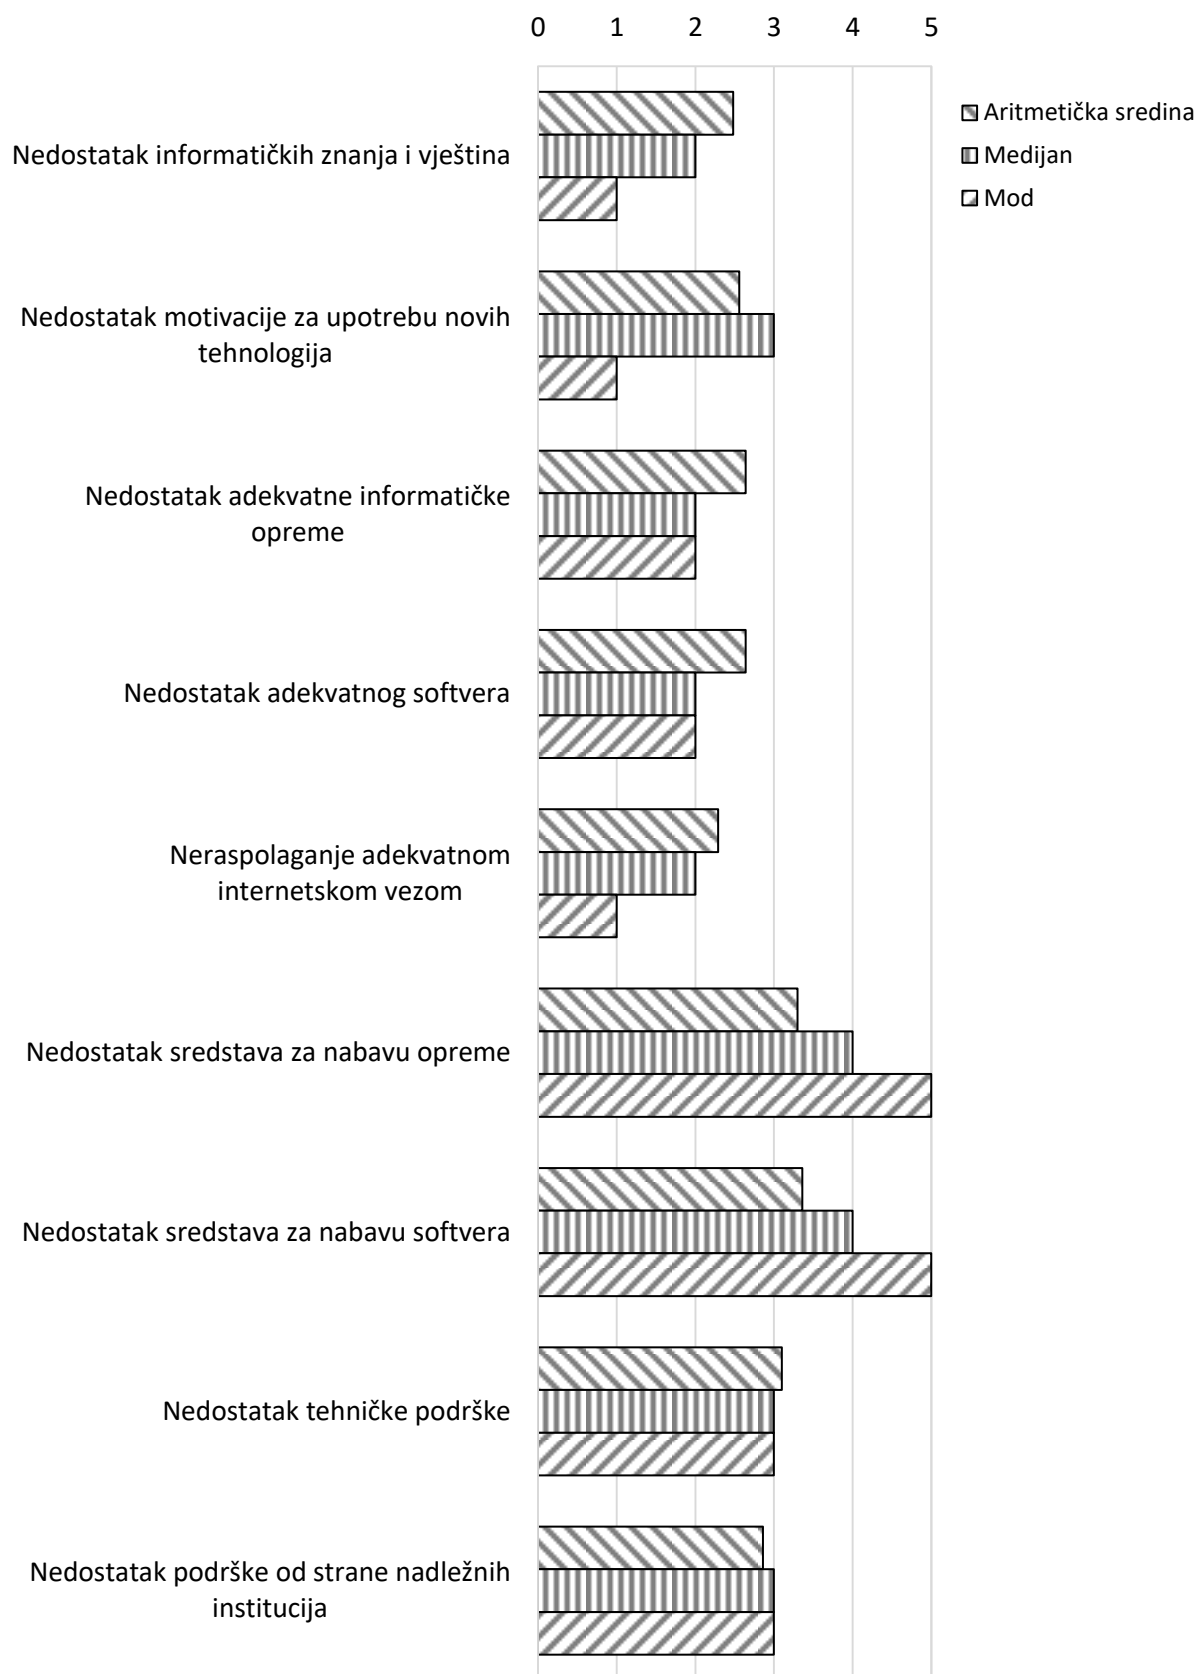 0 1 2 3 4 5
Aritmetička sredina
Medijan
Mod
Nedostatak informatičkih znanja i vještina
Nedostatak motivacije za upotrebu novih
tehnologija
Nedostatak adekvatne informatičke
opreme
Nedostatak adekvatnog softvera
Neraspolaganje adekvatnom
internetskom vezom
Nedostatak sredstava za nabavu opreme
Nedostatak sredstava za nabavu softvera
Nedostatak tehničke podrške
Nedostatak podrške od strane nadležnih
institucija